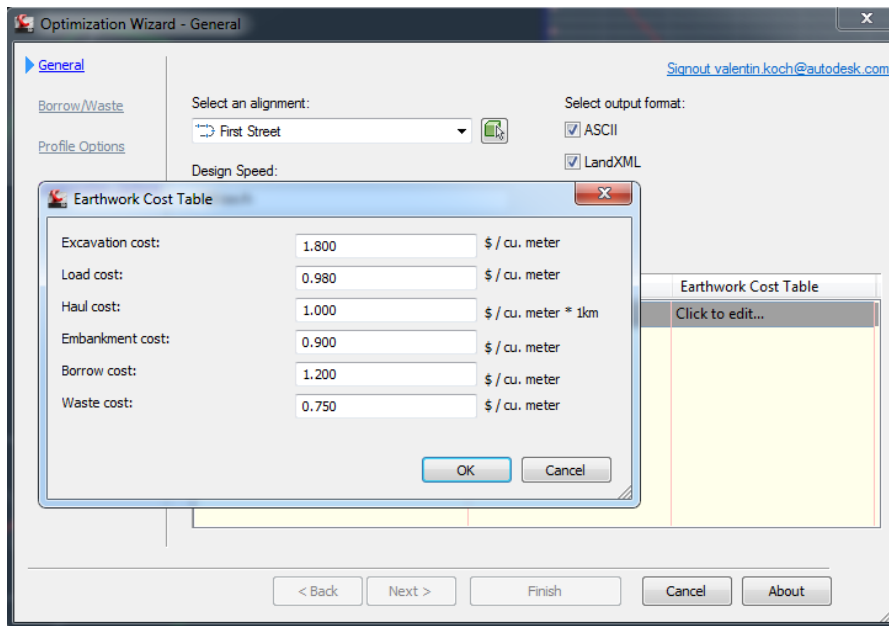 Optimization Wizard - General
General
Signout valentin.koch@autodesk.com
Borrow/Waste
Select an alignment:
Select output format:
First Street
ASCII
Profile Options
Design Speed:
LandXML
Earthwork Cost Table
Excavation cost:
1.800
$ / cu. meter
Load cost:
0.980
$ / cu. meter
Earthwork Cost Table
Haul cost:
1.000
$ / cu. meter * 1km
Click to edit...
Embankment cost:
0.900
$ / cu. meter
Borrow cost:
1.200
$ / cu. meter
Waste cost:
0.750
$ / cu. meter
OK
Cancel
< Back
Next >
Finish
Cancel
About